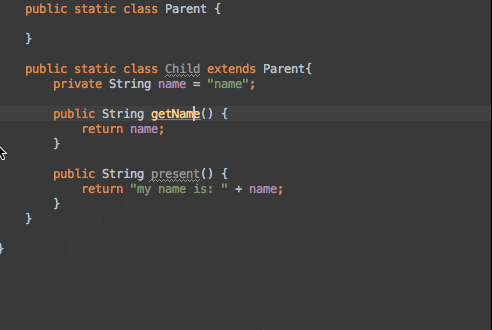 public static class Parent {
}
public static class Child extends Parent{
private String name = "name";
public String getName() {
return name;
}
public String present() {
return "my name is: " + name;
}
}
}